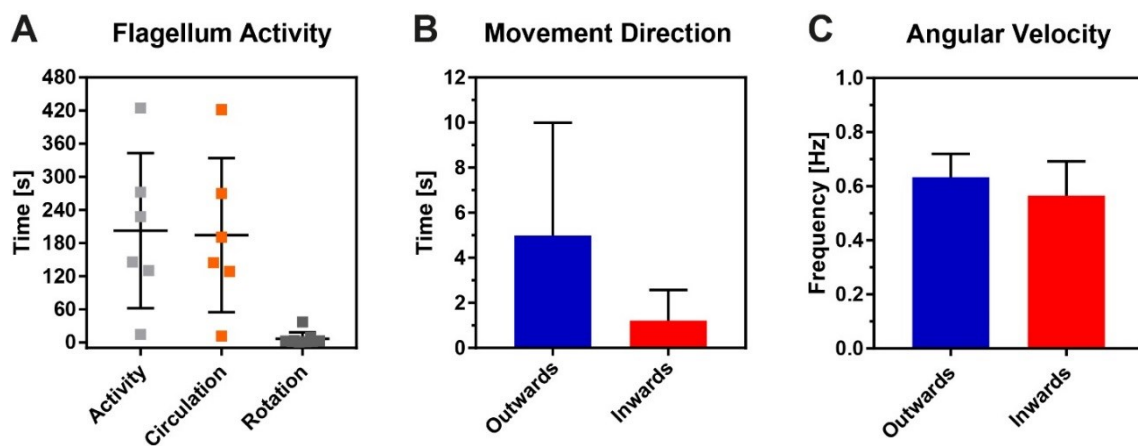 A Flagellum Activity
Time [s]
480
420
360
300
240
180
120
60
0
Activity
Circulation
Rotation
B Movement Direction
Time [s]
12
10
8
6
4
2
0
Outwards
Inwards
C Angular Velocity
Frequency [Hz]
1.0
0.8
0.6
0.4
0.2
0.0
Outwards
Inwards